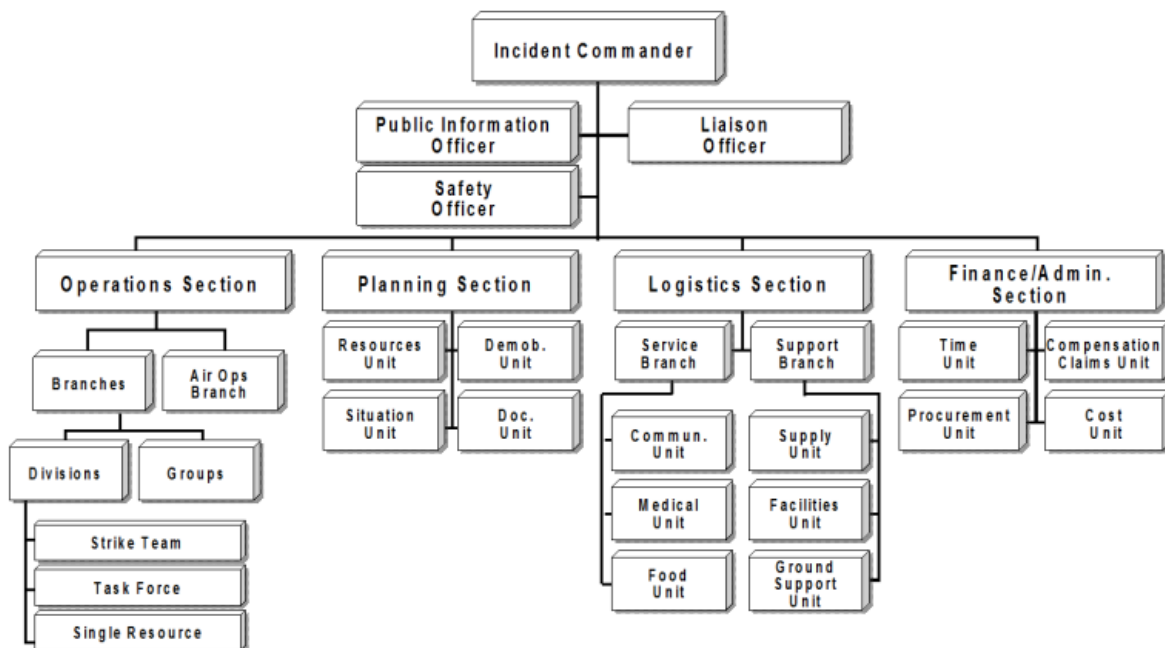 Incident Commander
Public Information
Officer
Liaison
Officer
Safety
Officer
Operations Section
Planning Section
Logistics Section
Finance/Admin.
Section
Branches
Air Ops
Branch
Divisions
Groups
Strike Team
Task Force
Single Resource
Resources
Unit
Demob.
Unit
Situation
Unit
Doc.
Unit
Service
Branch
Support
Branch
Commun.
Unit
Supply
Unit
Medical
Unit
Facilities
Unit
Food
Unit
Ground
Support
Unit
Time
Unit
Compensation
Claims Unit
Procurement
Unit
Cost
Unit